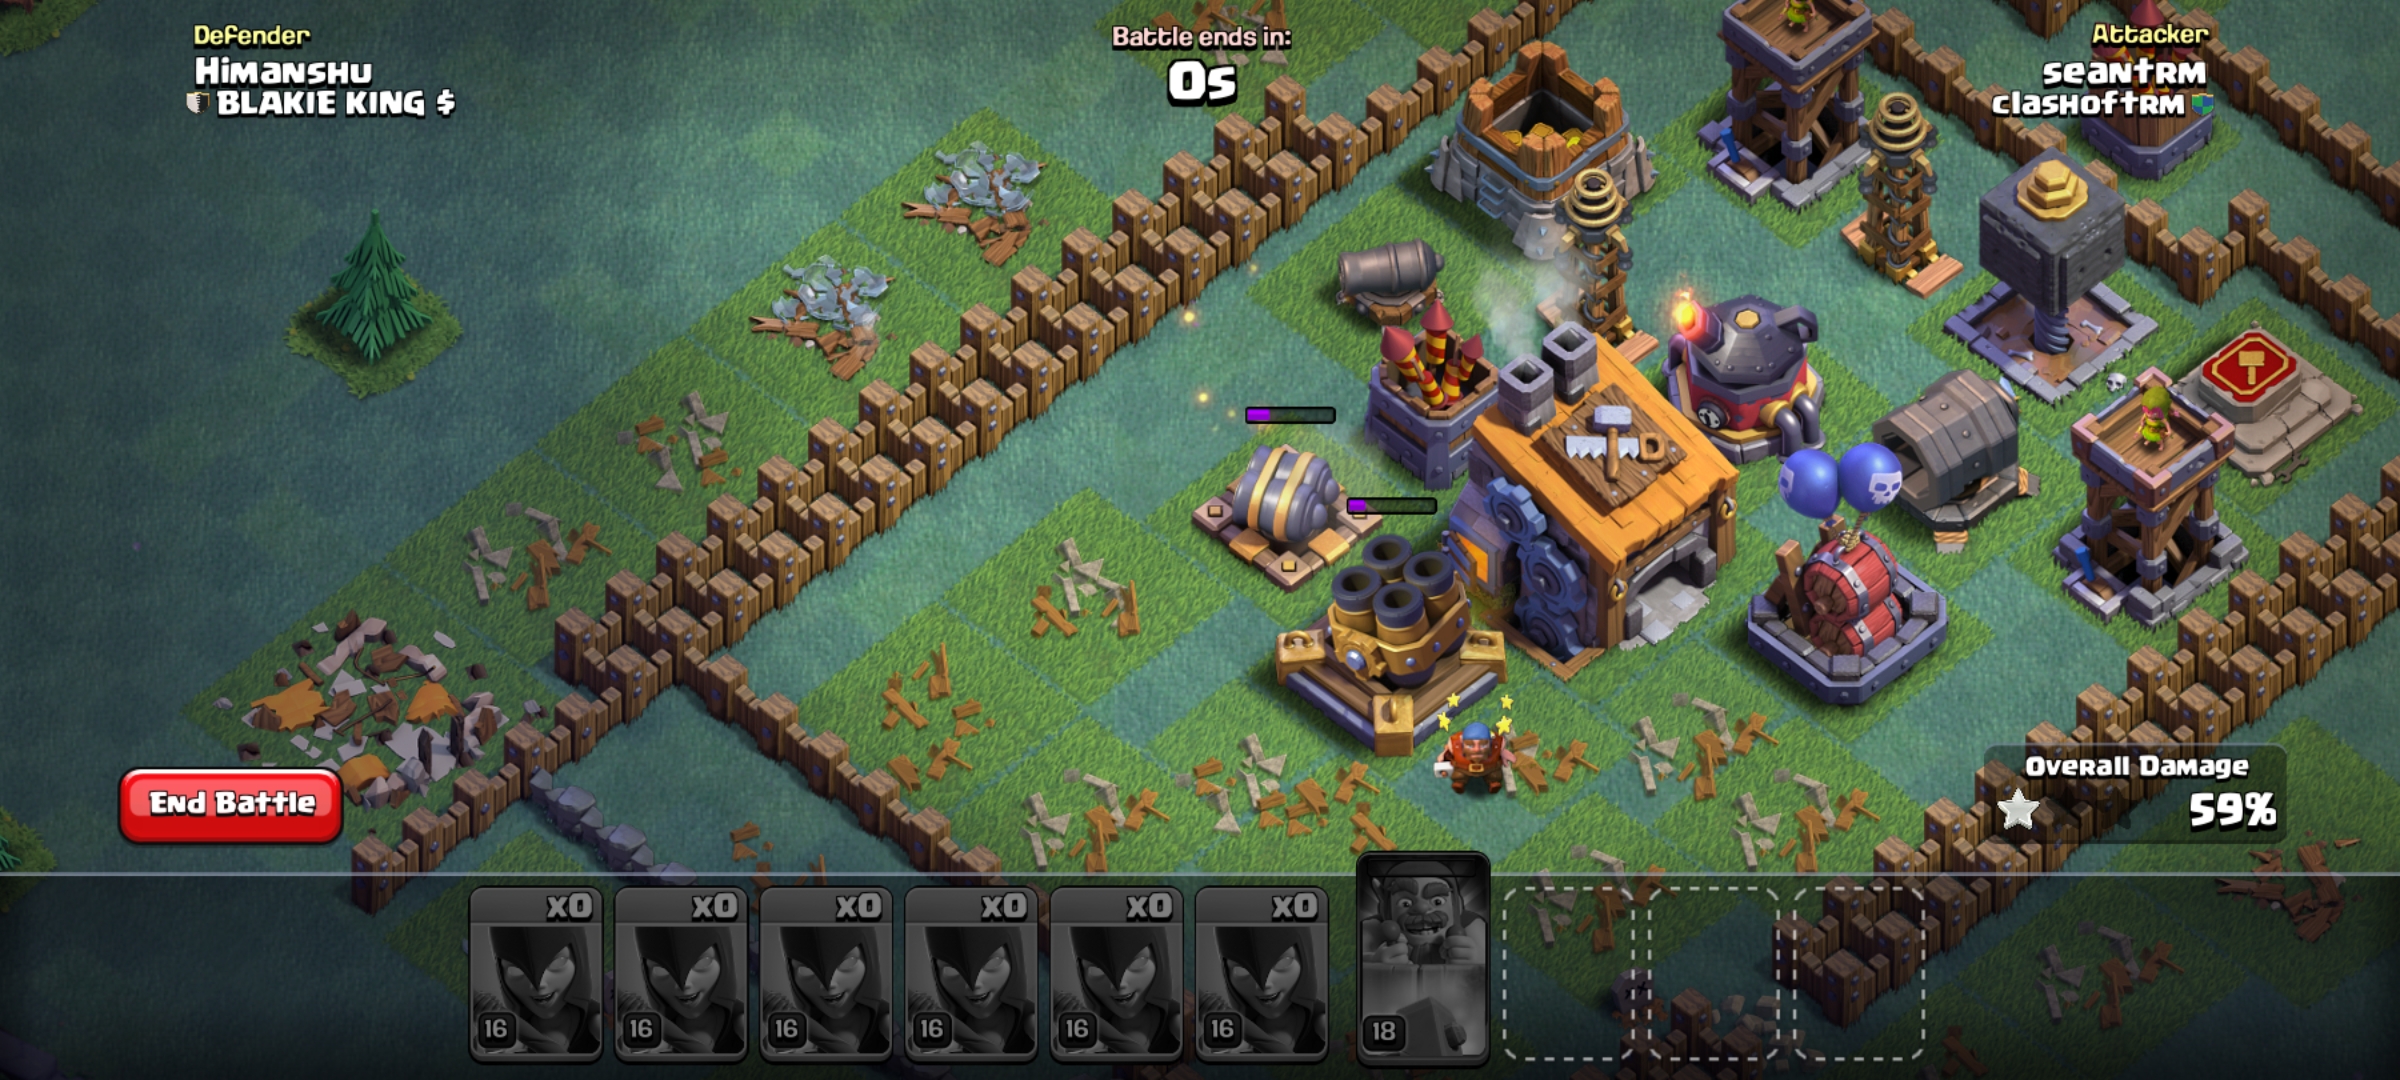 Defender
HiMANSHU
BLAKIE KING $
Battle ends in:
0s
Attacker
seantRM
clashoftRM
End Battle
Overall Damage
59%
x0
x0
x0
x0
x0
x0
16
16
16
16
16
16
18